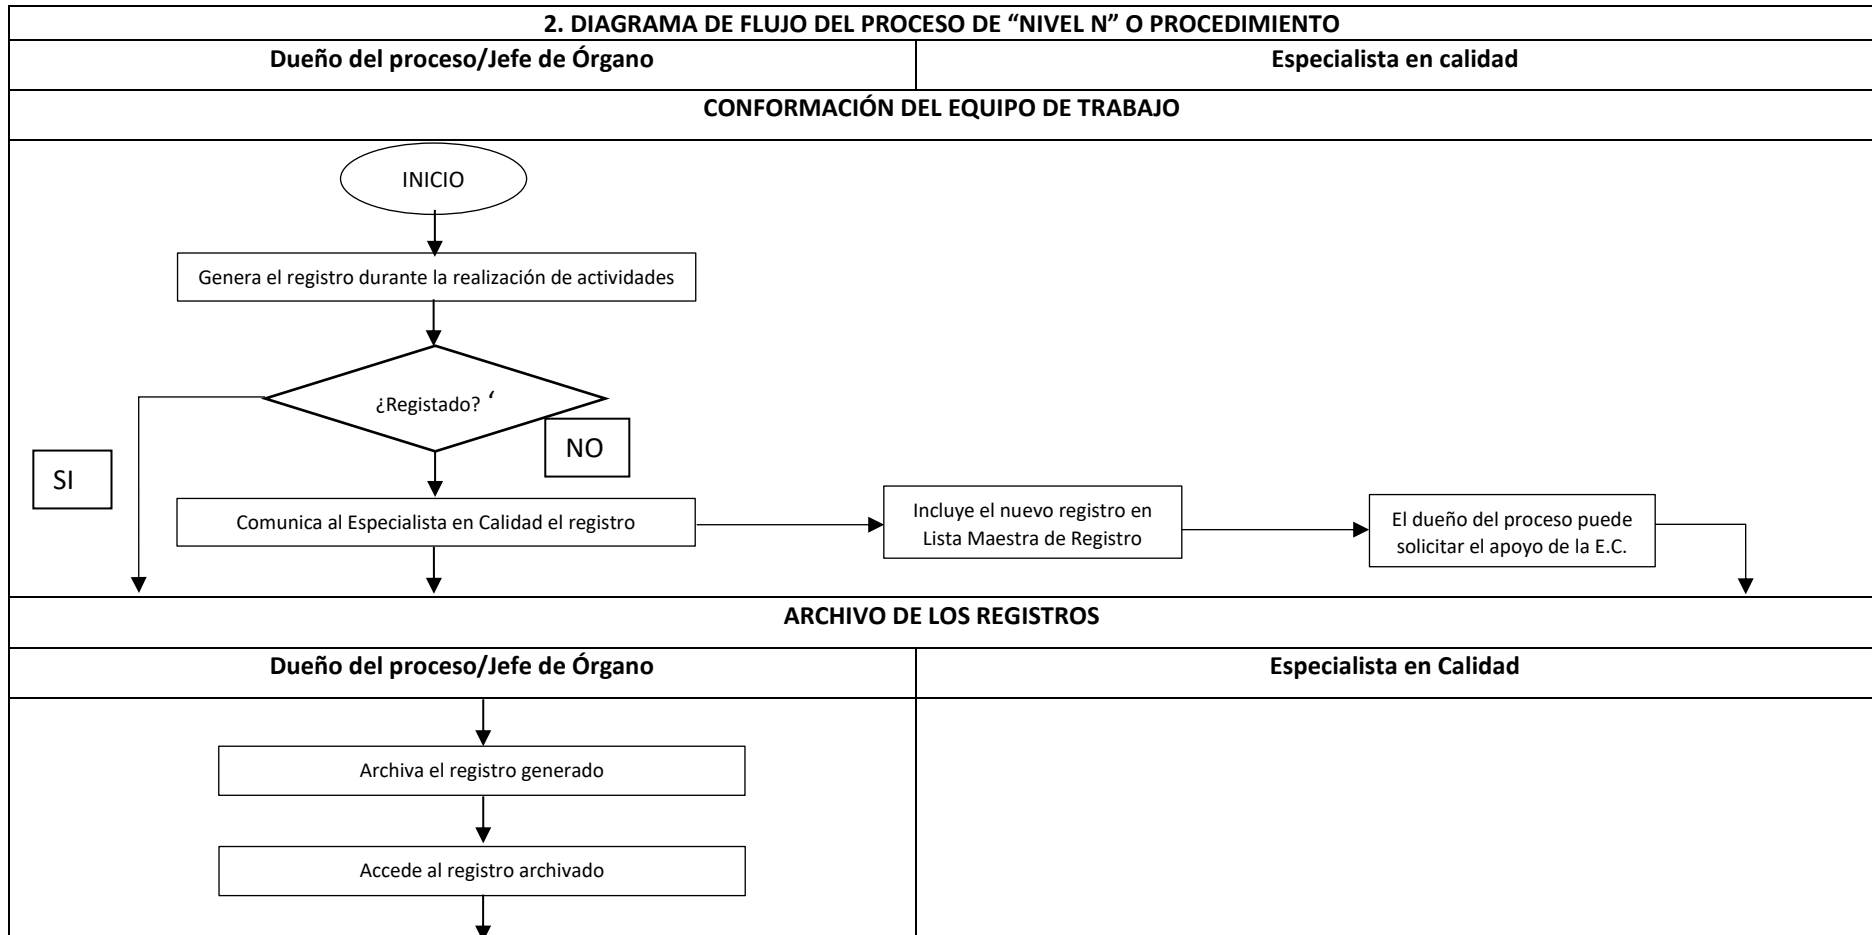 2. DIAGRAMA DE FLUJO DEL PROCESO DE “NIVEL N” O PROCEDIMIENTO
Dueño del proceso/Jefe de Órgano
Especialista en calidad
CONFORMACIÓN DEL EQUIPO DE TRABAJO
INICIO
Genera el registro durante la realización de actividades
¿Registado? ‘
NO
SI
Comunica al Especialista en Calidad el registro
Incluye el nuevo registro en
Lista Maestra de Registro
El dueño del proceso puede
solicitar el apoyo de la E.C.
ARCHIVO DE LOS REGISTROS
Dueño del proceso/Jefe de Órgano
Especialista en Calidad
Archiva el registro generado
Accede al registro archivado